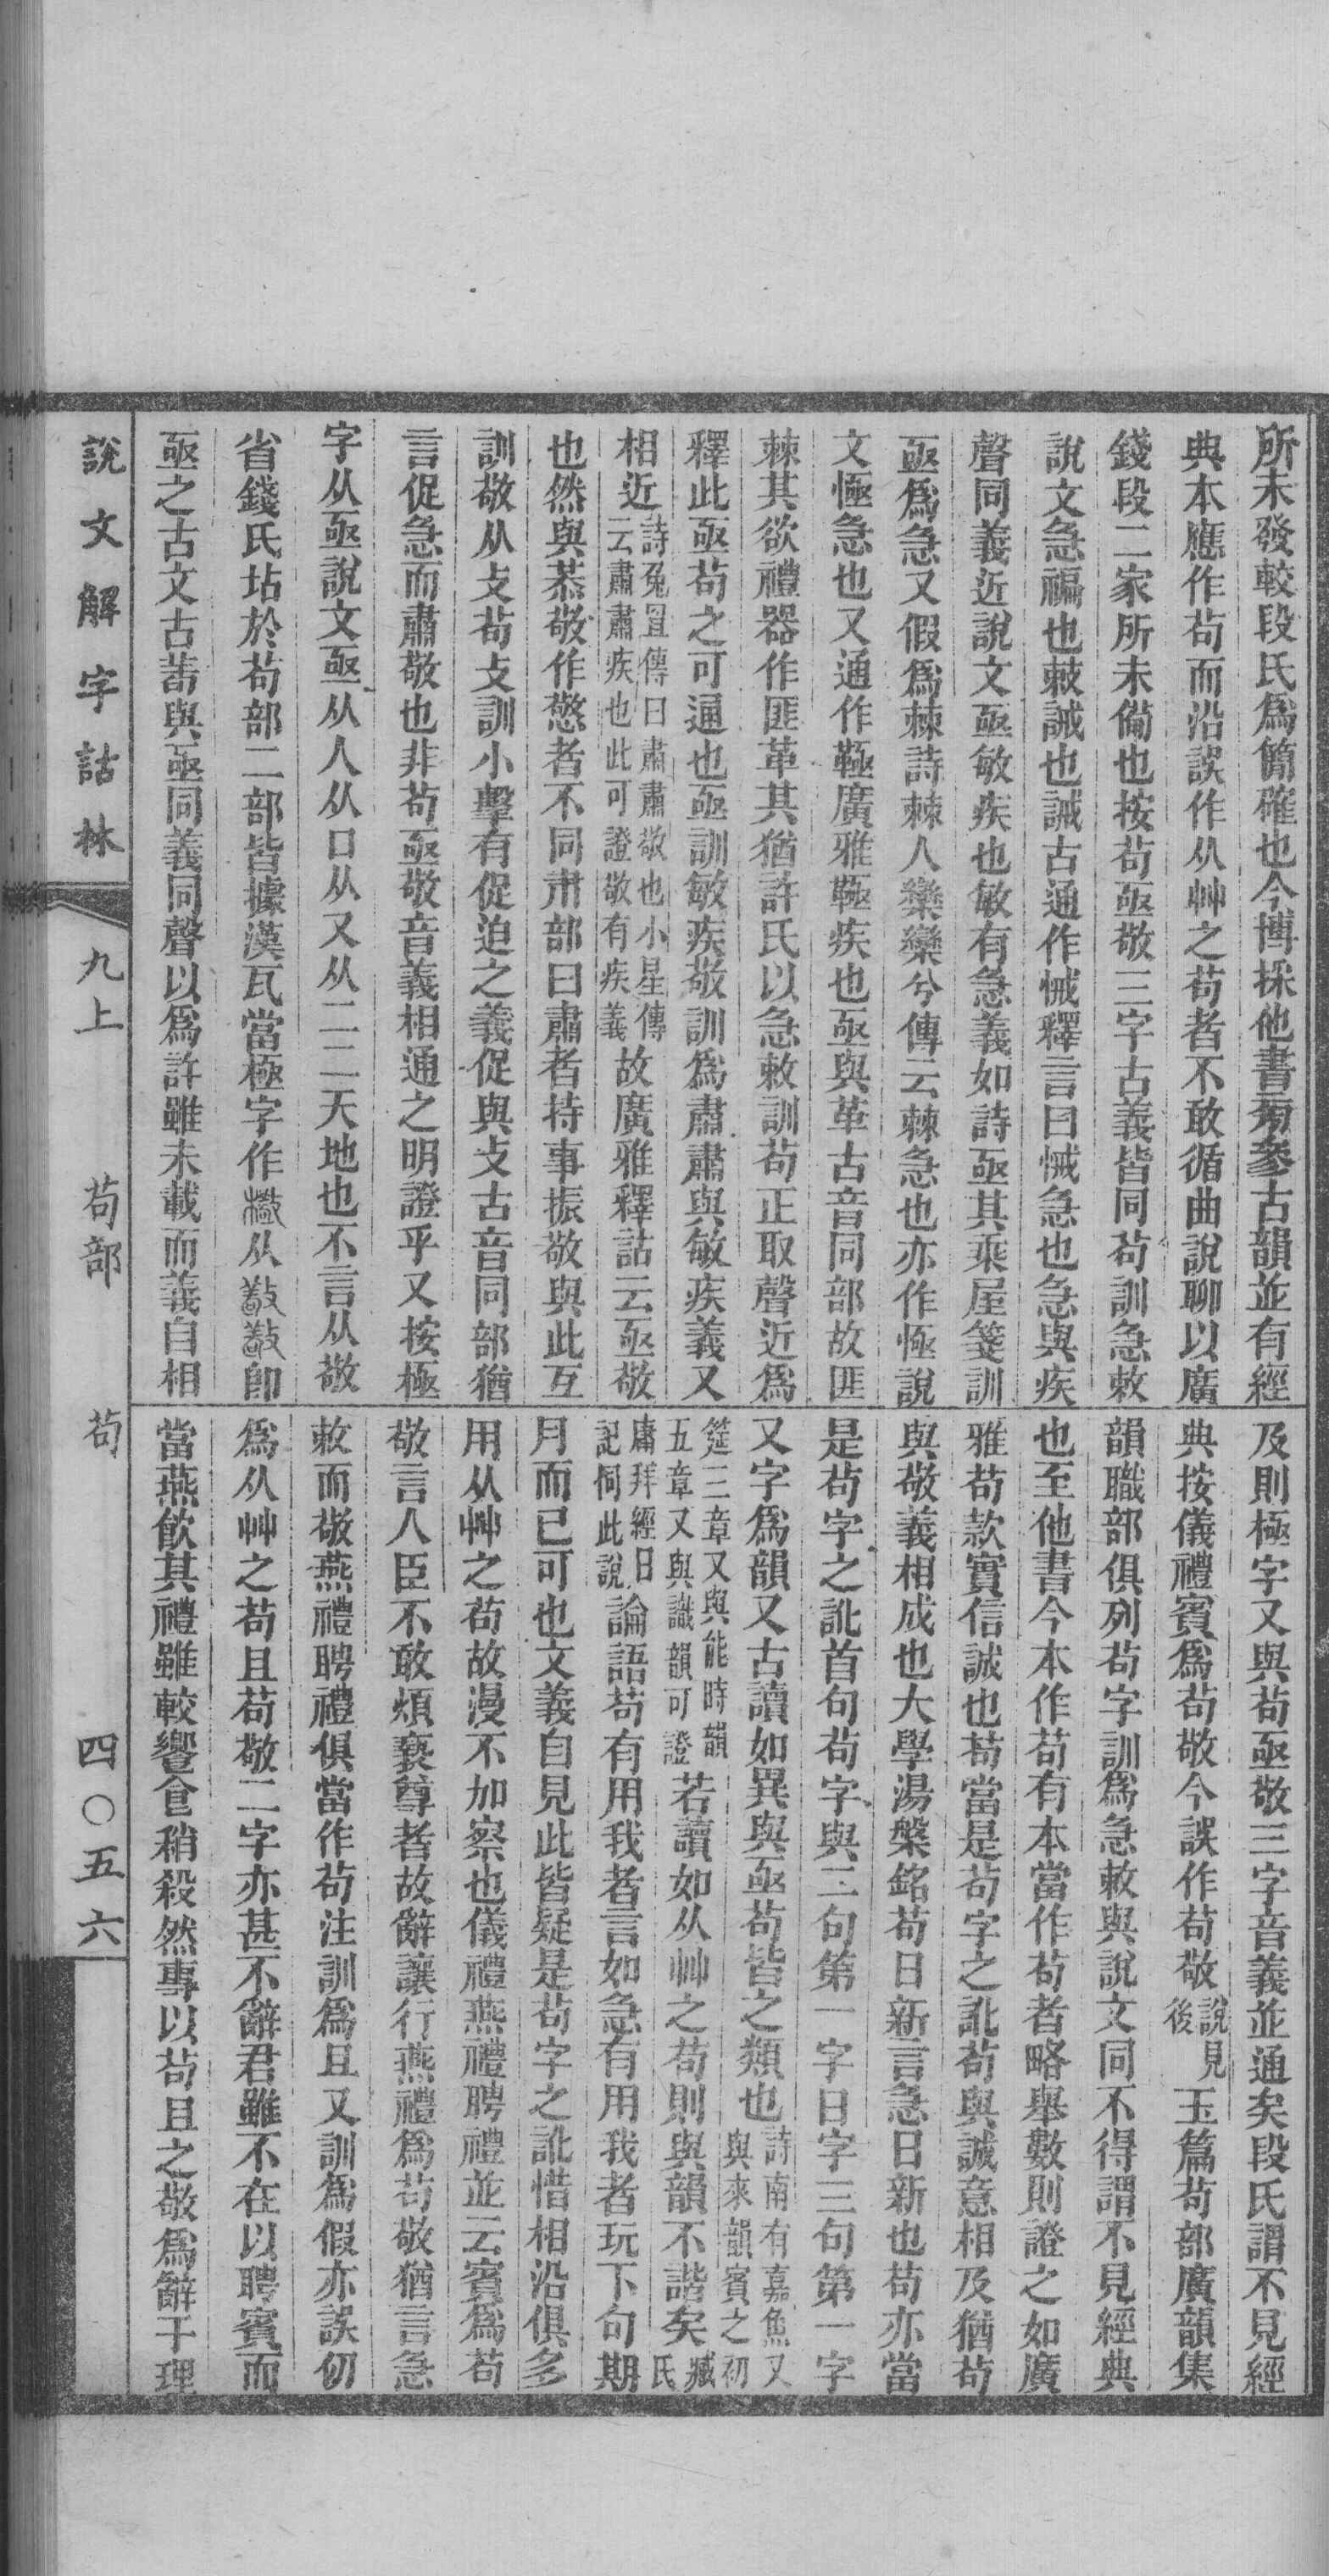 所未發較段氏爲簡確也今博採他書菊參古韻並有經
典本應作茍而沿誤作从艸之苟者不敢循曲說聊以廣
錢段二家所未僃也按茍亟敬三字古義皆同茍訓急敕
說文急褊也敕誡也誡古通作悈釋言曰悈急也急與疾
聲同義近說文亟敏疾也敏有急義如詩亟其乘屋箋訓
亟爲急又假爲棘詩棘人欒欒兮傳云棘急也亦作㥛說
文㥛急也又通作䩯廣雅䩯疾也亟與革古音同部故匪
棘其欲禮器作匪革其猶許氏以急敕訓茍正取聲近爲
釋此亟茍之可通也亟訓敏疾敬訓爲肅肅與敏疾義又
相近詩兔罝傳曰肅肅敬也小星傳云肅肅疾也此可證敬有疾義故廣雅釋詁云亟敬
也然與恭敬作憼者不同肅部曰肅者持事振敬與此互
訓敬从攴茍攴訓小擊有促迫之義促與攴古音同部猶
言促急而肅敬也非茍亟敬音義相通之明證乎又按極
字从亟說文亟从人从口从又从二二天地也不言从敬
省錢氏坫於茍部二部皆據漢瓦當極字作从卽
亟之古文古茍與亟同義同聲以爲許雖未載而義自相
及則極字又與茍亟敬三字音義並通矣段氏謂不見經
典按儀禮賓爲茍敬今誤作苟敬說見後玉篇茍部廣韻集
韻職部俱列茍字訓爲急敕與說文同不得謂不見經典
也至他書今本作苟有本當作茍者略舉數則證之如廣
雅苟款實信誠也苟當是茍字之訛茍與誠意相及猶茍
與敬義相成也大學湯槃銘苟日新言急日新也苟亦當
是茍字之訛首句茍字與二句第一字日字三句第一字
又字爲韻又古讀如異與亟茍皆之類也詩南有嘉魚又與來韻賓之初
筵三章又與能時韻五章又與識韻可證若讀如从艸之苟則與韻不諧矣臧氏
庸拜經日記侗此說論語苟有用我者言如急有用我者玩下句期
月而已可也文義自見此皆疑是茍字之訛惜相沿俱多
用从艸之苟故漫不加察也儀禮燕禮聘禮並云賓爲苟
敬言人臣不敢煩褻尊者故辭讓行燕禮爲茍敬猶言急
敕而敬燕禮聘禮俱當作茍注訓爲且又訓爲假亦誤仞
爲从艸之苟且苟敬二字亦甚不辭君雖不在以聘賓而
當燕飮其禮雖較饗食稍殺然專以苟且之敬爲辭于理
說文解字詁林 九上 茍部 茍 四〇五六